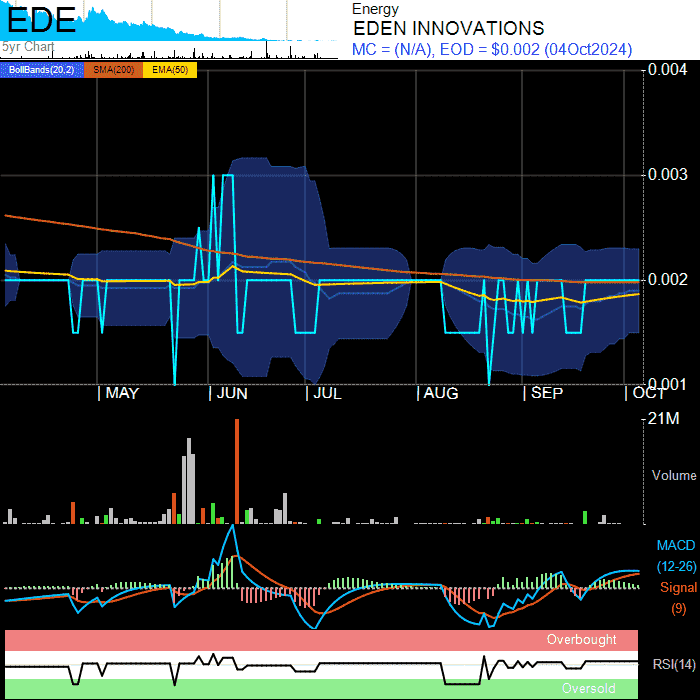 EDE
5yr Chart
Energy
EDEN INNOVATIONS
MC = (N/A), EOD = $0.002 (04Oct2024)
BollBands(20,2) SMA(200) EMA(50)
0.004
0.003
0.002
0.001
MAY JUN JUL AUG SEP OCT
21M
Volume
MACD
(12-26)
Signal
(9)
Overbought
RSI(14)
Oversold